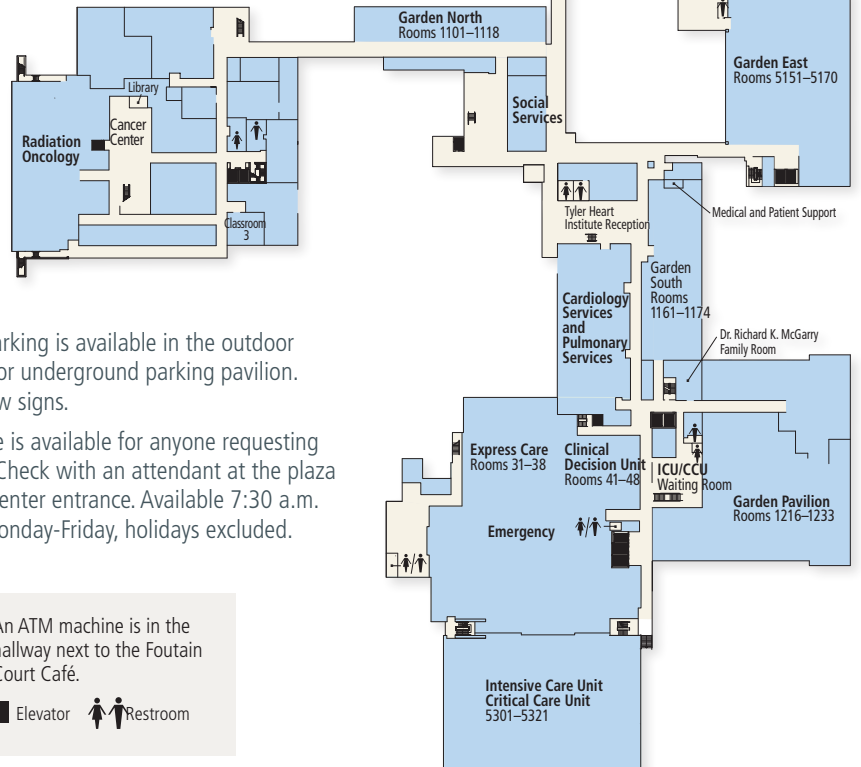 Garden North
Rooms 1101–1118
Garden East
Rooms 5151–5170
Library
Cancer
Center
Radiation
Oncology
Social
Services
Classroom
3
Tyler Heart
Institute Reception
Medical and Patient Support
Garden
South
Rooms
1161–1174
Cardiology
Services
and
Pulmonary
Services
Dr. Richard K. McGarry
Family Room
arking is available in the outdoor
or underground parking pavilion.
w signs.
e is available for anyone requesting
Check with an attendant at the plaza
enter entrance. Available 7:30 a.m.
onday-Friday, holidays excluded.
Express Care
Rooms 31–38
Clinical
Decision Unit
Rooms 41–48
ICU/CCU
Waiting Room
Garden Pavilion
Rooms 1216–1233
Emergency
An ATM machine is in the
hallway next to the Foutain
Court Café.
Elevator
Restroom
Intensive Care Unit
Critical Care Unit
5301–5321